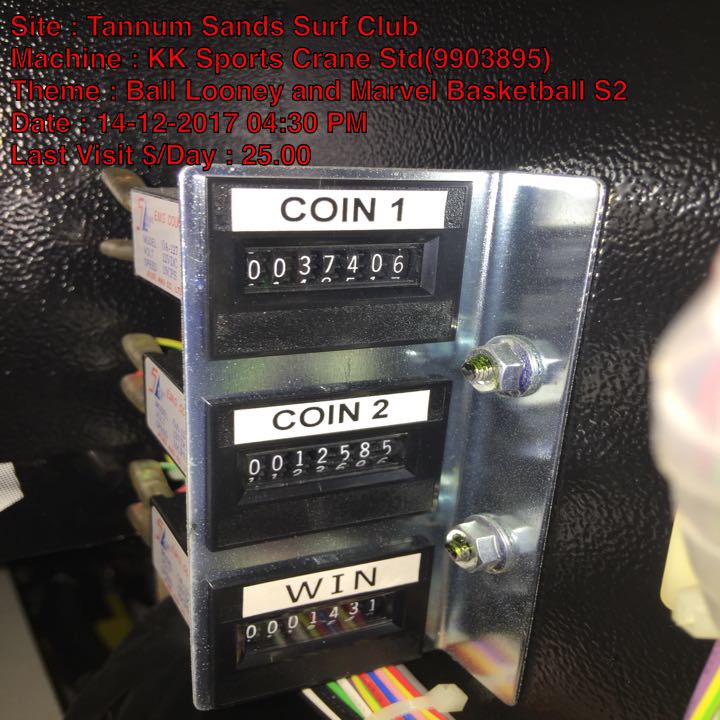 Site : Tannum Sands Surf Club
Machine : KK Sports Crane Std(9903895)
Theme : Ball Looney and Marvel Basketball S2
Date : 14-12-2017 04:30 PM
Last Visit $/Day : 25.00
COIN 1
0037406
COIN 2
0012585
WIN
0001431